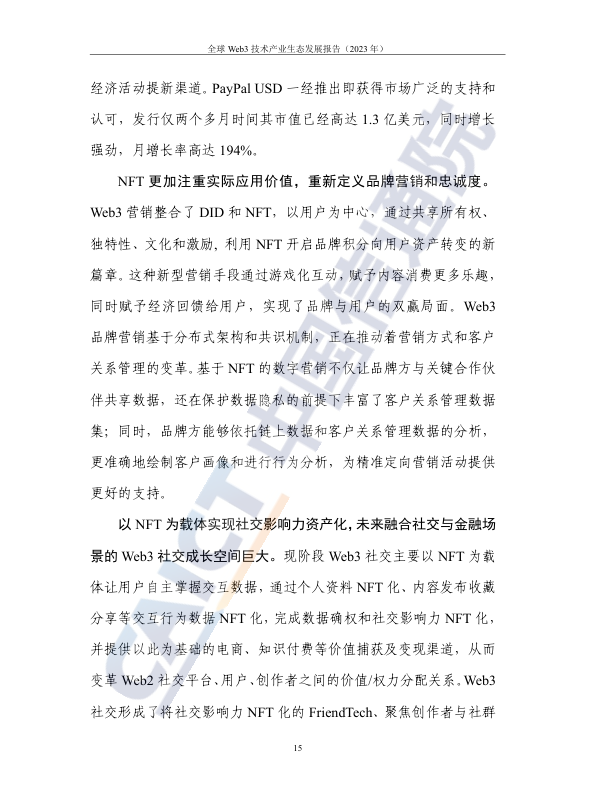 全球 Web3 技术产业生态发展报告（2023 年）
经济活动提新渠道。PayPal USD 一经推出即获得市场广泛的支持和
认可，发行仅两个多月时间其市值已经高达 1.3 亿美元，同时增长
强劲，月增长率高达 194%。
NFT 更加注重实际应用价值，重新定义品牌营销和忠诚度。
Web3 营销整合了 DID 和 NFT，以用户为中心，通过共享所有权、
独特性、文化和激励, 利用 NFT 开启品牌积分向用户资产转变的新
篇章。这种新型营销手段通过游戏化互动，赋予内容消费更多乐趣，
同时赋予经济回馈给用户，实现了品牌与用户的双赢局面。Web3
品牌营销基于分布式架构和共识机制，正在推动着营销方式和客户
关系管理的变革。基于 NFT 的数字营销不仅让品牌方与关键合作伙
伴共享数据，还在保护数据隐私的前提下丰富了客户关系管理数据
集；同时，品牌方能够依托链上数据和客户关系管理数据的分析，
更准确地绘制客户画像和进行行为分析，为精准定向营销活动提供
更好的支持。
以 NFT 为载体实现社交影响力资产化，未来融合社交与金融场
景的 Web3 社交成长空间巨大。现阶段 Web3 社交主要以 NFT 为载
体让用户自主掌握交互数据，通过个人资料 NFT 化、内容发布收藏
分享等交互行为数据 NFT 化，完成数据确权和社交影响力 NFT 化，
并提供以此为基础的电商、知识付费等价值捕获及变现渠道，从而
变革 Web2 社交平台、用户、创作者之间的价值/权力分配关系。Web3
社交形成了将社交影响力 NFT 化的 FriendTech、聚焦创作者与社群
15
CAICT 中国信通院